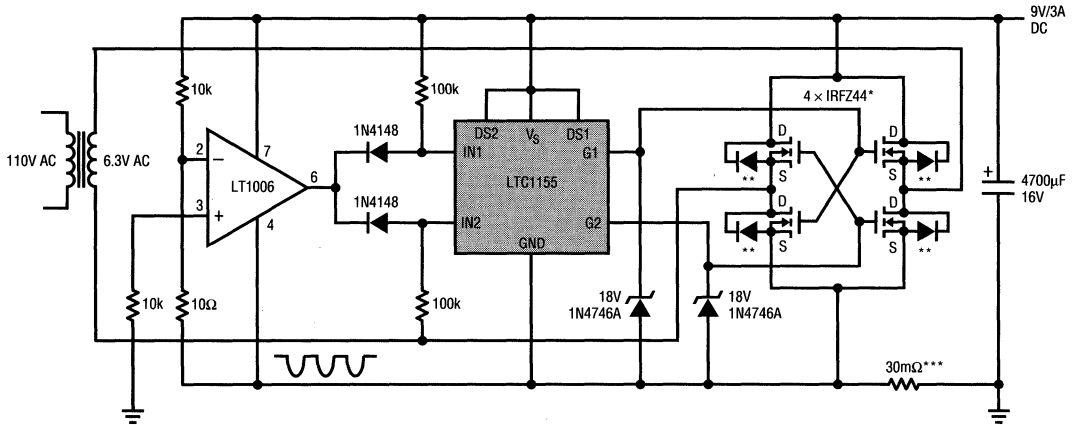 9V/3A
DC
10k
100k
4 × IRFZ44*
1N4148
DS2
VS
DS1
D
D
110V AC
6.3V AC
2
−
7
6
IN1
G1
LT1006
LTC1155
S
S
+
4700µF
16V
**
**
3
+
4
1N4148
IN2
G2
D
D
GND
S
S
**
**
10k
10Ω
100k
18V
1N4746A
18V
1N4746A
30mΩ***